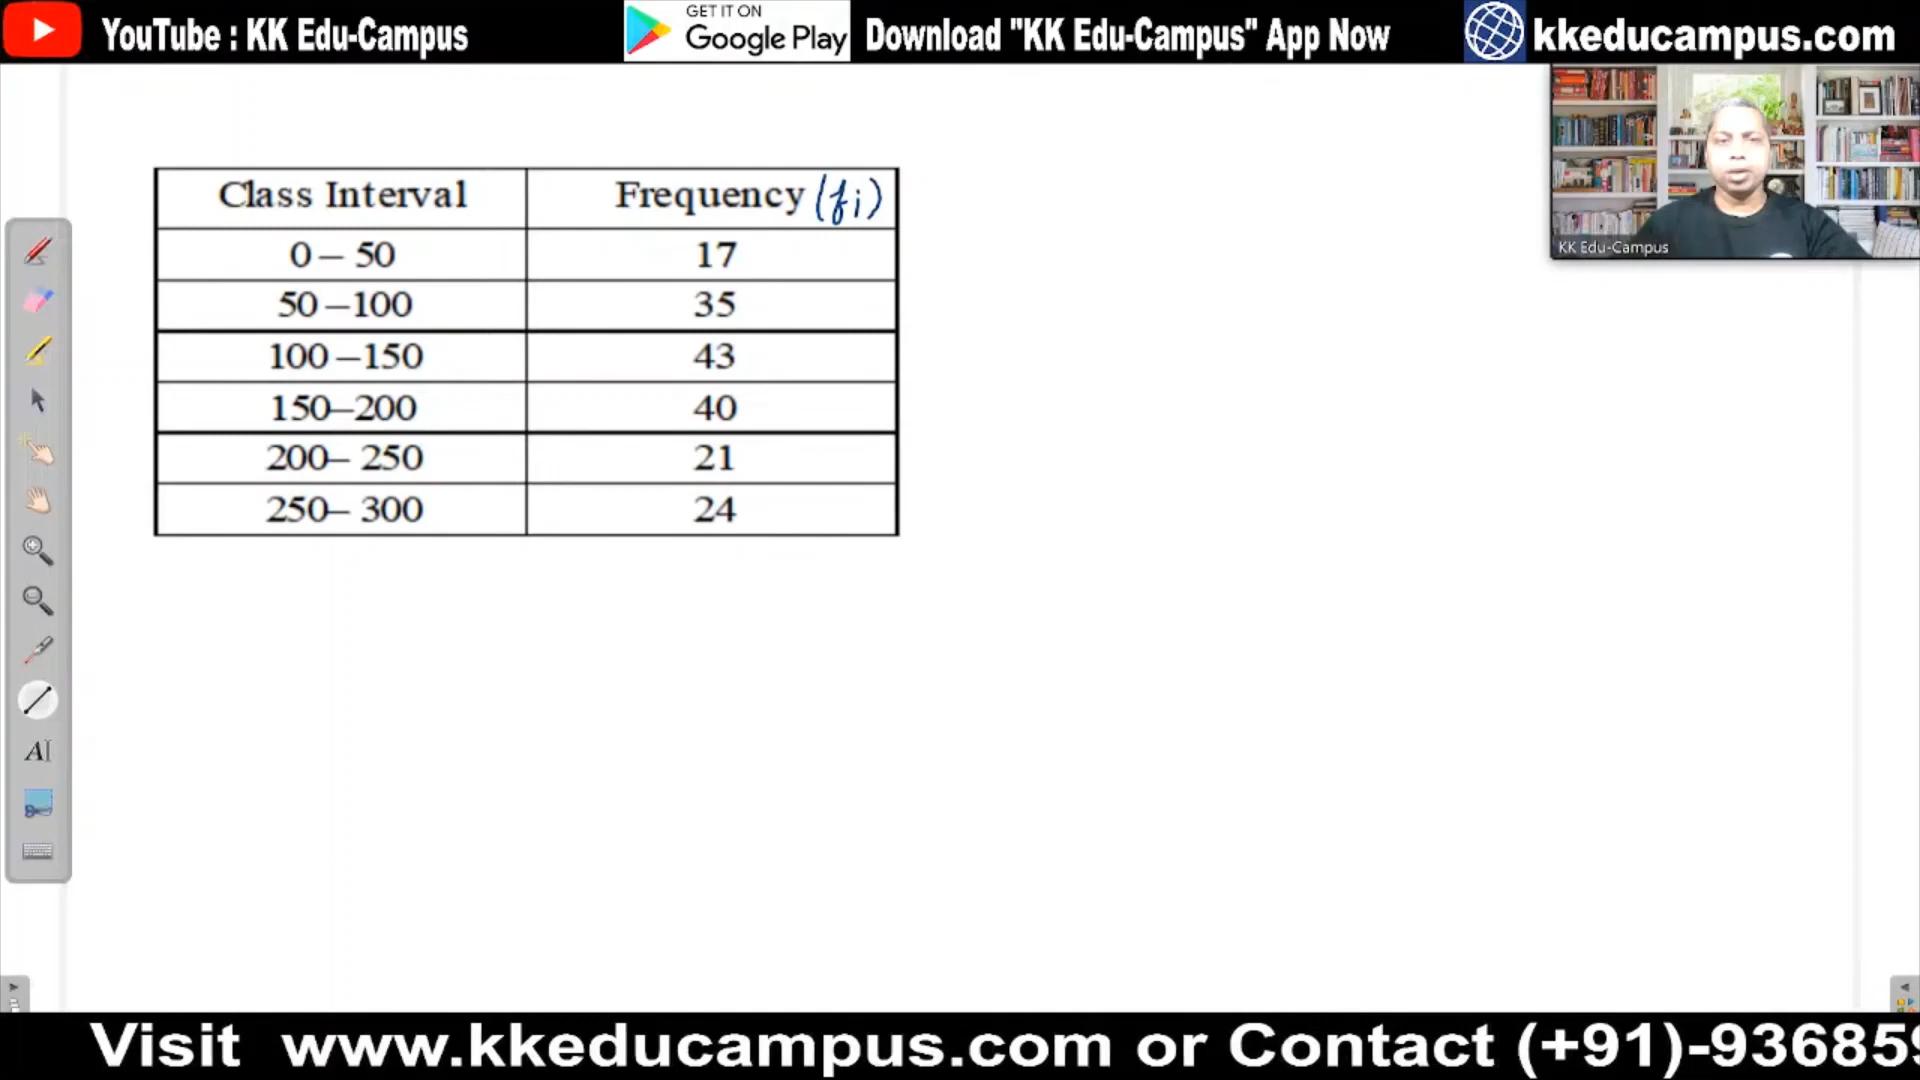 YouTube : KK Edu-Campus
GET IT ON
Google Play
Download "KK Edu-Campus" App Now
kkeducampus.com
KK Edu-Campus
Class Interval Frequency (fi)
0 – 50 17
50 –100 35
100 –150 43
150–200 40
200– 250 21
250– 300 24
AI
Visit www.kkeducampus.com or Contact (+91)-93685